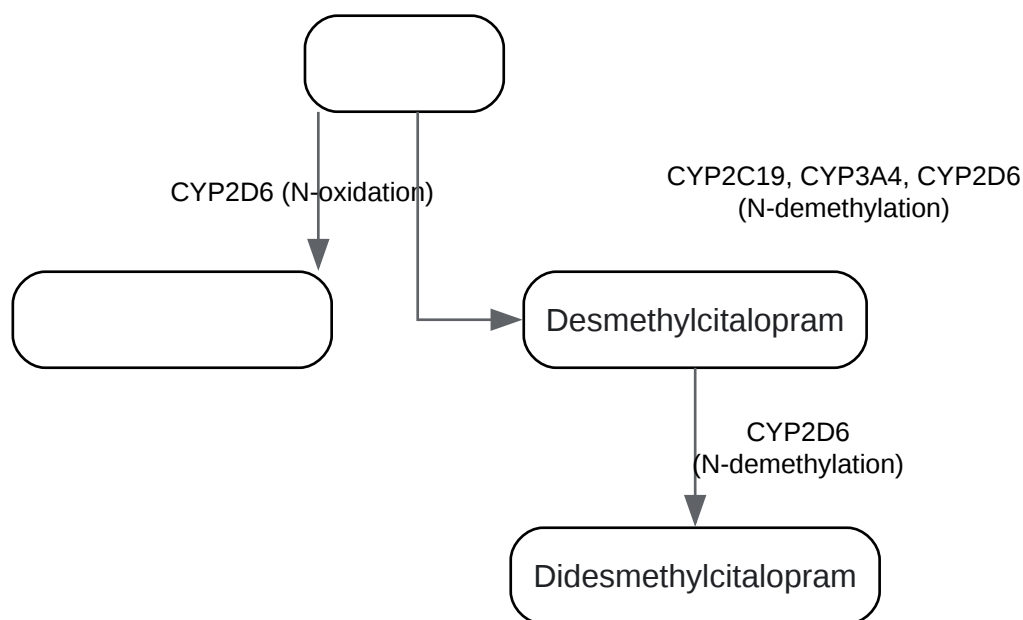 CYP2D6 (N-oxidation)
CYP2C19, CYP3A4, CYP2D6
(N-demethylation)
Desmethylcitalopram
CYP2D6
(N-demethylation)
Didesmethylcitalopram